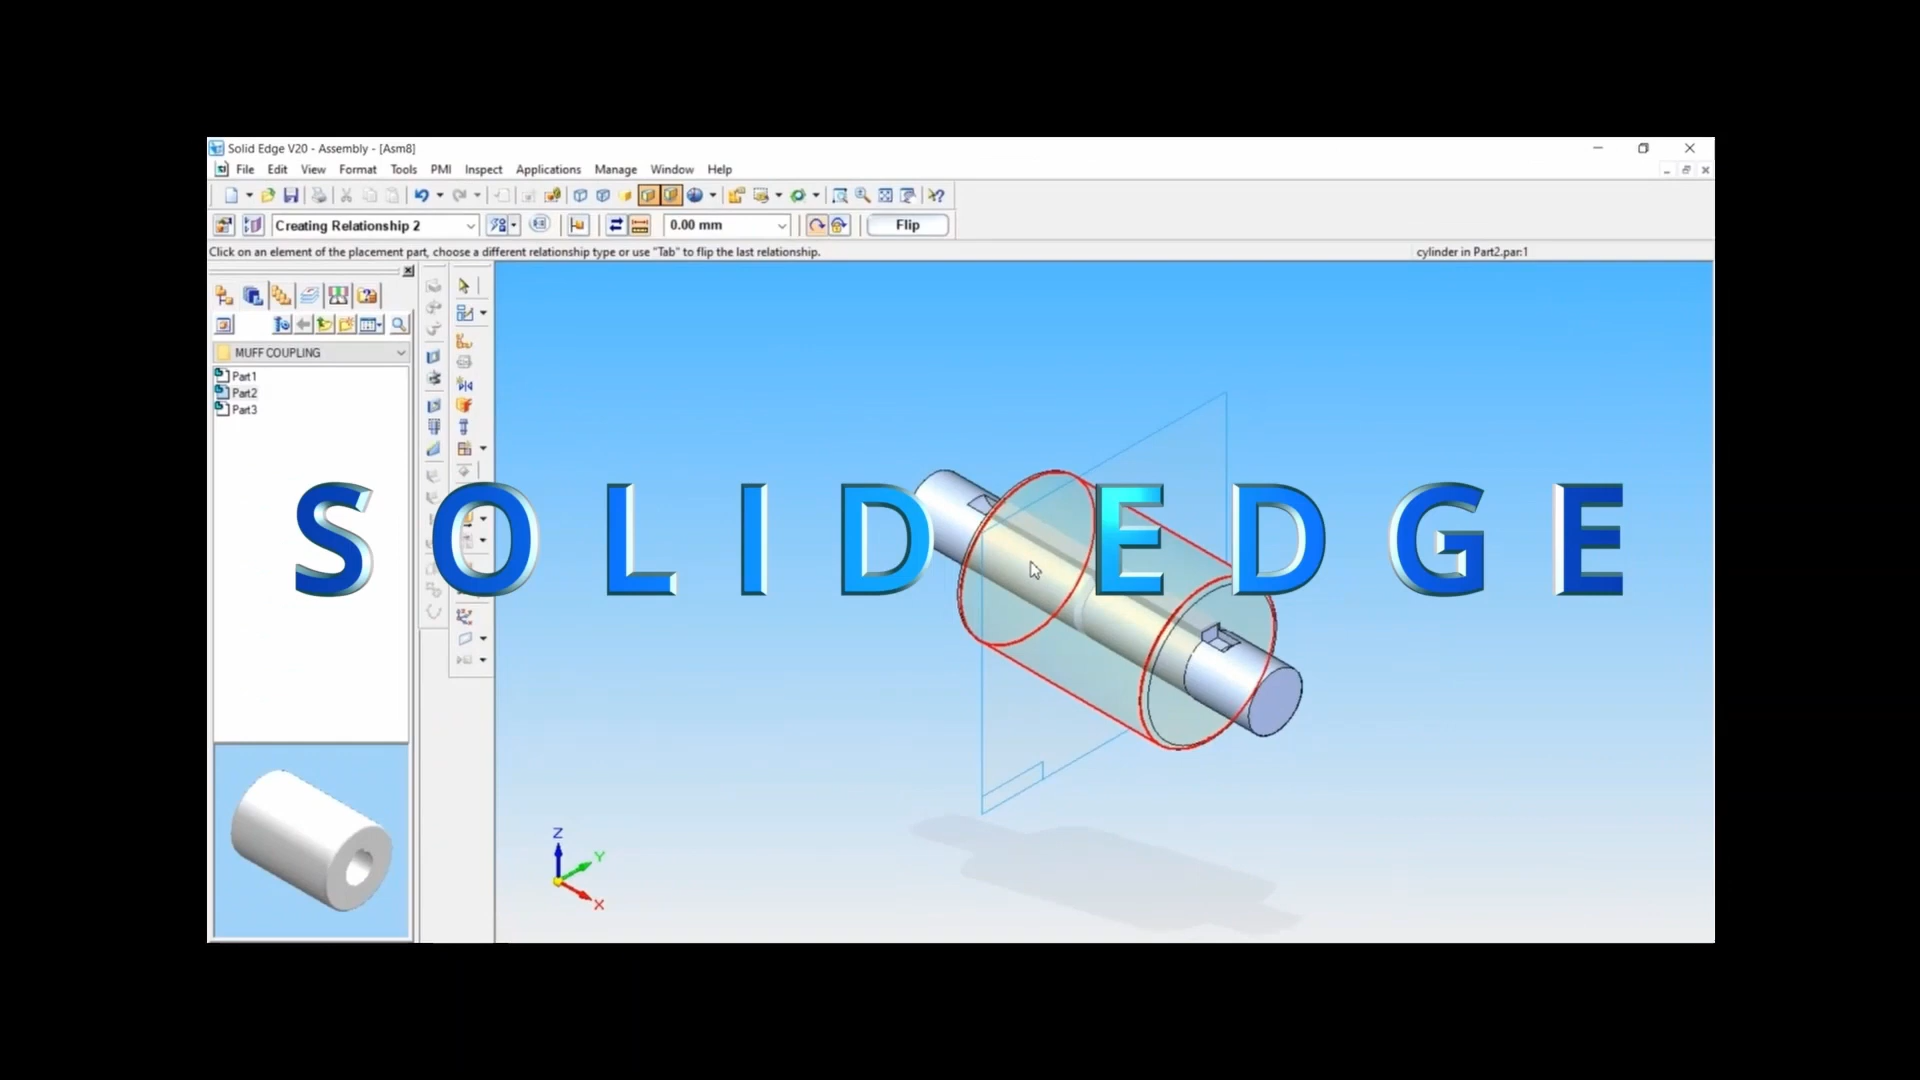 Solid Edge V20 - Assembly - [Asm8]
File Edit View Format Tools PMI Inspect Applications Manage Window Help
Creating Relationship 2 0.00 mm Flip
Click on an element of the placement part, choose a different relationship type or use "Tab" to flip the last relationship. cylinder in Part2.par:1
MUFF COUPLING
Part1
Part2
Part3
SOLID EDGE
Z
Y
X